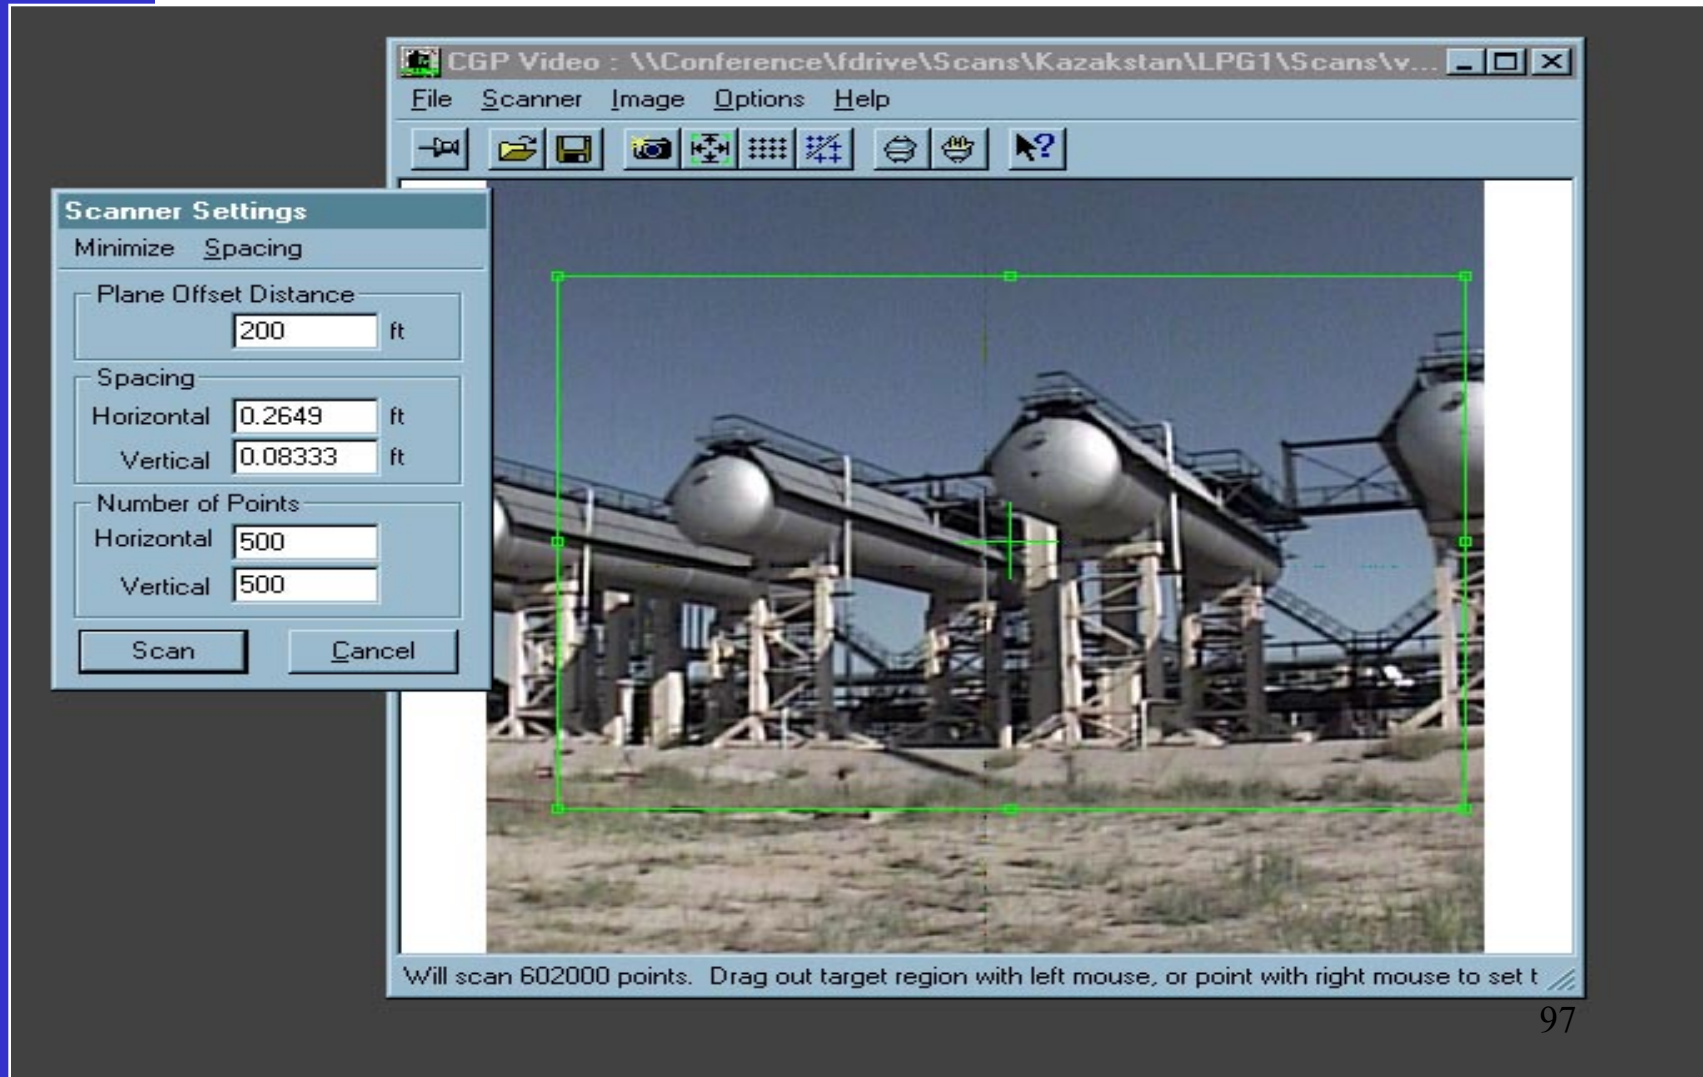 CGP Video : \\Conference\fdrive\Scans\Kazakstan\LPG1\Scans\v...
File Scanner Image Options Help
Scanner Settings
Minimize Spacing
Plane Offset Distance
200 ft
Spacing
Horizontal 0.2649 ft
Vertical 0.08333 ft
Number of Points
Horizontal 500
Vertical 500
Scan Cancel
Will scan 602000 points. Drag out target region with left mouse, or point with right mouse to set t
97